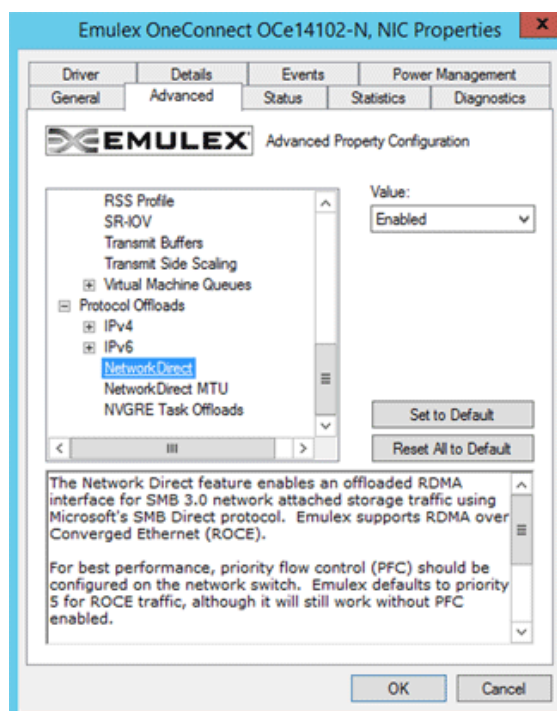 Emulex OneConnect OCe14102-N, NIC Properties
x
Driver Details Events Power Management
General Advanced Status Statistics Diagnostics
EMULEX Advanced Property Configuration
RSS Profile
SR-IOV
Transmit Buffers
Transmit Side Scaling
Virtual Machine Queues
Protocol Offloads
IPv4
IPv6
NetworkDirect
NetworkDirect MTU
NVGRE Task Offloads
Value:
Enabled
Set to Default
Reset All to Default
The Network Direct feature enables an offloaded RDMA
interface for SMB 3.0 network attached storage traffic using
Microsoft's SMB Direct protocol.  Emulex supports RDMA over
Converged Ethernet (ROCE).
For best performance, priority flow control (PFC) should be
configured on the network switch.  Emulex defaults to priority
5 for ROCE traffic, although it will still work without PFC
enabled.
OK Cancel